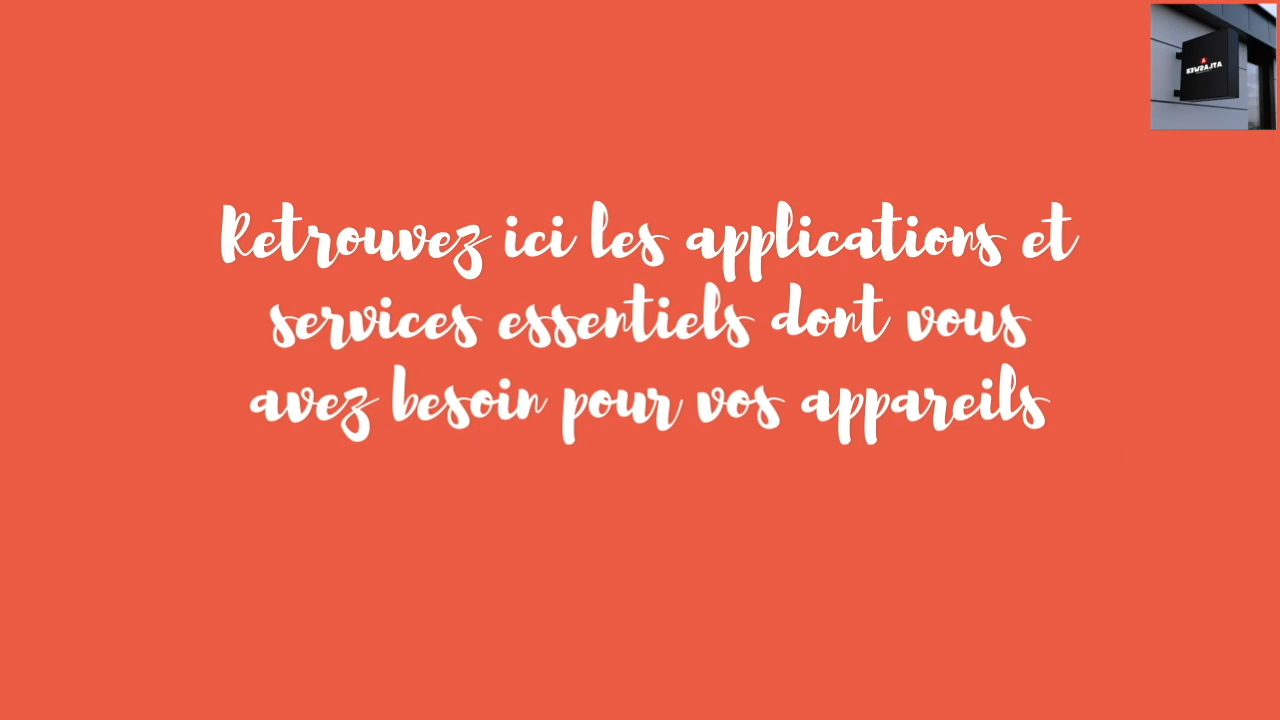 Retrouvez ici les applications et
services essentiels dont vous
avez besoin pour vos appareils